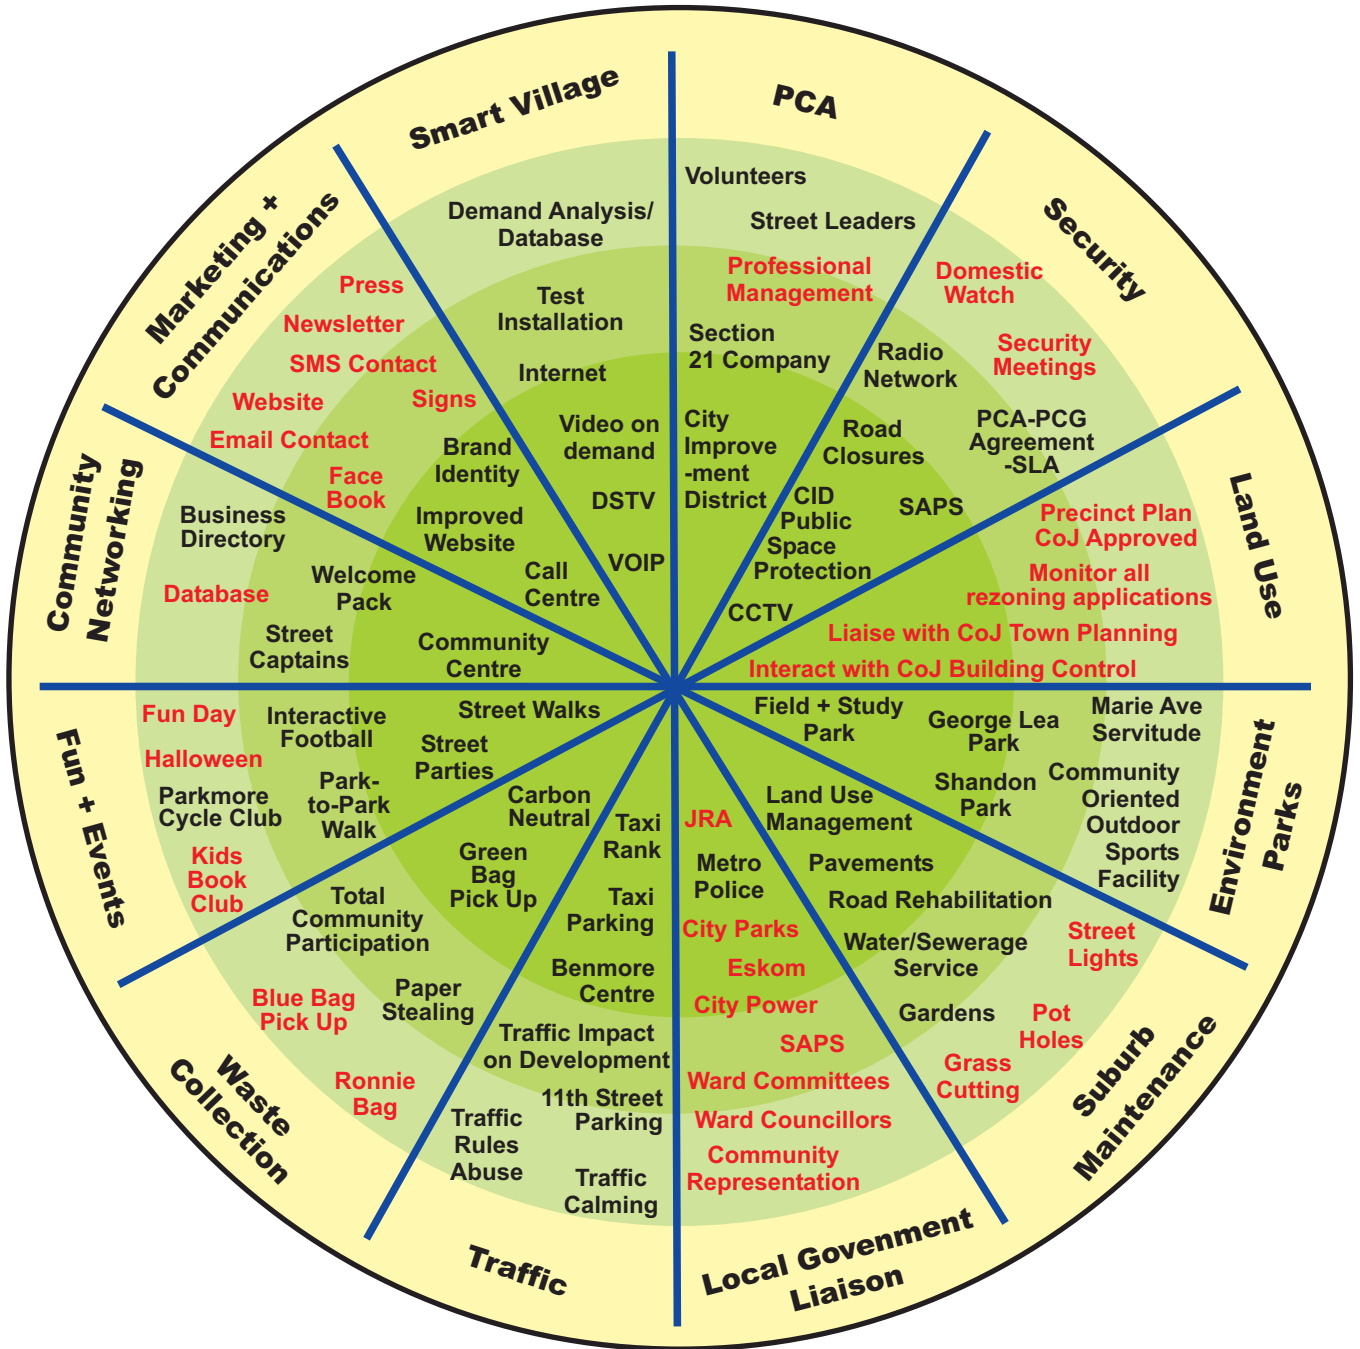 PCA
Volunteers
Street Leaders
Professional
Management
Section
21 Company
City
Improve
-ment
District
Security
Domestic
Watch
Security
Meetings
Radio
Network
PCA-PCG
Agreement
-SLA
Road
Closures
SAPS
CID
Public
Space
Protection
CCTV
Land Use
Precinct Plan
CoJ Approved
Monitor all
rezoning applications
Liaise with CoJ Town Planning
Interact with CoJ Building Control
Environment
Parks
Field + Study
Park
George Lea
Park
Marie Ave
Servitude
Shandon
Park
Community
Oriented
Outdoor
Sports
Facility
Suburb
Maintenance
Land Use
Management
Pavements
Road Rehabilitation
Water/Sewerage
Service
Street
Lights
Gardens
Pot
Holes
Grass
Cutting
Local Govenment
Liaison
JRA
Metro
Police
City Parks
Eskom
City Power
SAPS
Ward Committees
Ward Councillors
Community
Representation
Traffic
Taxi
Rank
Taxi
Parking
Benmore
Centre
Traffic Impact
on Development
11th Street
Parking
Traffic
Rules
Abuse
Traffic
Calming
Waste
Collection
Carbon
Neutral
Green
Bag
Pick Up
Total
Community
Participation
Paper
Stealing
Blue Bag
Pick Up
Ronnie
Bag
Fun + Events
Fun Day
Interactive
Football
Street Walks
Street
Parties
Halloween
Parkmore
Cycle Club
Park-
to-Park
Walk
Kids
Book
Club
Community
Networking
Business
Directory
Database
Welcome
Pack
Street
Captains
Community
Centre
Marketing +
Communications
Press
Newsletter
SMS Contact
Website
Signs
Email Contact
Face
Book
Brand
Identity
Improved
Website
Call
Centre
Smart Village
Demand Analysis/
Database
Test
Installation
Internet
Video on
demand
DSTV
VOIP